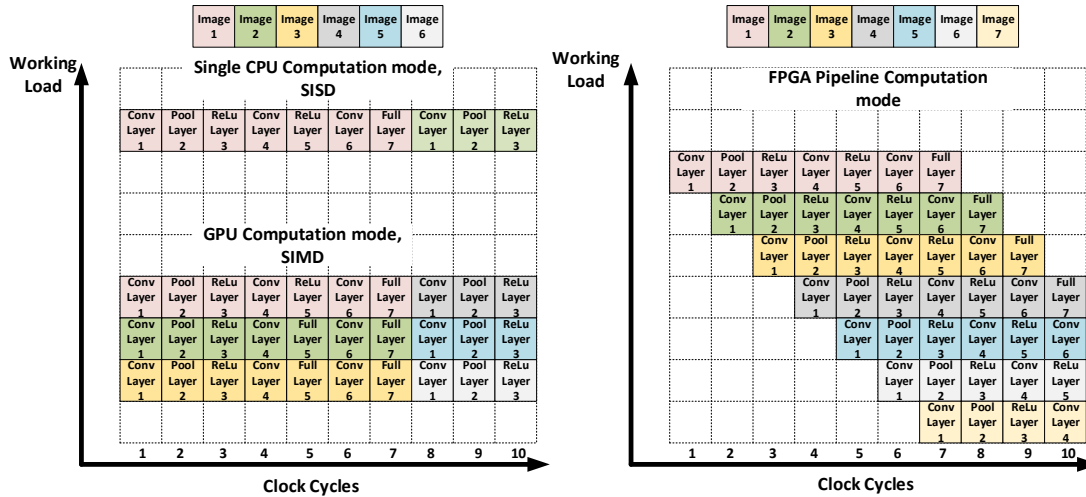 Image Image Image Image Image Image
1 2 3 4 5 6
Working
Load
Single CPU Computation mode,
SISD
Conv Pool ReLu Conv ReLu Conv Full Conv Pool ReLu
Layer Layer Layer Layer Layer Layer Layer Layer Layer Layer
1 2 3 4 5 6 7 1 2 3
GPU Computation mode,
SIMD
Conv Pool ReLu Conv ReLu Conv Full Conv Pool ReLu
Layer Layer Layer Layer Layer Layer Layer Layer Layer Layer
1 2 3 4 5 6 7 1 2 3
Conv Pool ReLu Conv Full Conv Full Conv Pool ReLu
Layer Layer Layer Layer Layer Layer Layer Layer Layer Layer
1 2 3 4 5 6 7 1 2 3
Conv Pool ReLu Conv Full Conv Full Conv Pool ReLu
Layer Layer Layer Layer Layer Layer Layer Layer Layer Layer
1 2 3 4 5 6 7 1 2 3
1 2 3 4 5 6 7 8 9 10
Clock Cycles
Image Image Image Image Image Image Image
1 2 3 4 5 6 7
Working
Load
FPGA Pipeline Computation
mode
Conv Pool ReLu Conv ReLu Conv Full
Layer Layer Layer Layer Layer Layer Layer
1 2 3 4 5 6 7
Conv Pool ReLu Conv ReLu Conv Full
Layer Layer Layer Layer Layer Layer Layer
1 2 3 4 5 6 7
Conv Pool ReLu Conv ReLu Conv Full
Layer Layer Layer Layer Layer Layer Layer
1 2 3 4 5 6 7
Conv Pool ReLu Conv ReLu Conv Full
Layer Layer Layer Layer Layer Layer Layer
1 2 3 4 5 6 7
Conv Pool ReLu Conv ReLu Conv
Layer Layer Layer Layer Layer Layer
1 2 3 4 5 6
Conv Pool ReLu Conv ReLu
Layer Layer Layer Layer Layer
1 2 3 4 5
Conv Pool ReLu Conv
Layer Layer Layer Layer
1 2 3 4
1 2 3 4 5 6 7 8 9 10
Clock Cycles